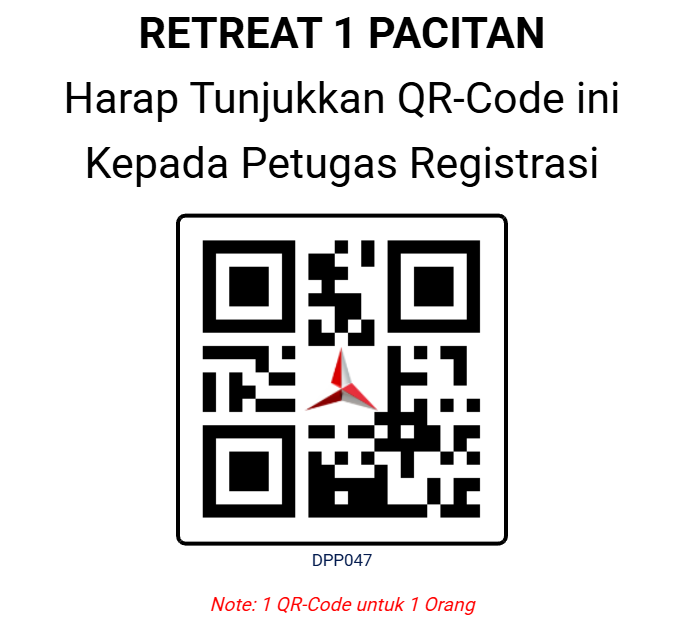 RETREAT 1 PACITAN
Harap Tunjukkan QR-Code ini
Kepada Petugas Registrasi
DPP047
Note: 1 QR-Code untuk 1 Orang